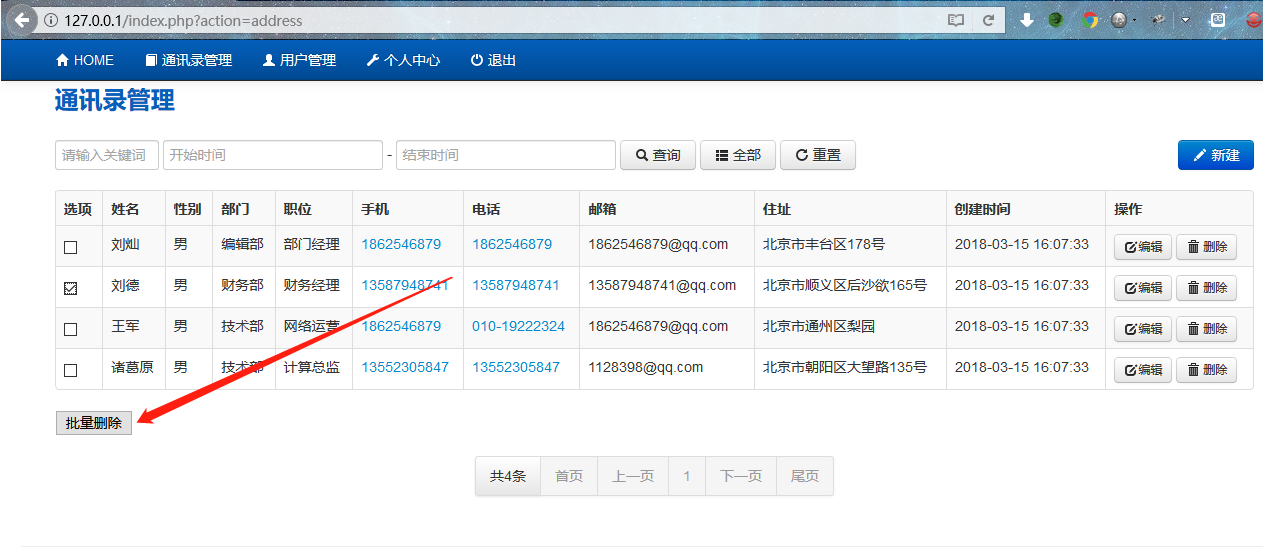 127.0.0.1/index.php?action=address
HOME 通讯录管理 用户管理 个人中心 退出
通讯录管理
请输入关键词 开始时间 - 结束时间 查询 全部 重置 新建
选项 姓名 性别 部门 职位 手机 电话 邮箱 住址 创建时间 操作
刘灿 男 编辑部 部门经理 1862546879 1862546879 1862546879@qq.com 北京市丰台区178号 2018-03-15 16:07:33 编辑 删除
刘德 男 财务部 财务经理 13587948741 13587948741 13587948741@qq.com 北京市顺义区后沙欲165号 2018-03-15 16:07:33 编辑 删除
王军 男 技术部 网络运营 1862546879 010-19222324 1862546879@qq.com 北京市通州区梨园 2018-03-15 16:07:33 编辑 删除
诸葛原 男 技术部 计算总监 13552305847 13552305847 1128398@qq.com 北京市朝阳区大望路135号 2018-03-15 16:07:33 编辑 删除
批量删除
共4条 首页 上一页 1 下一页 尾页